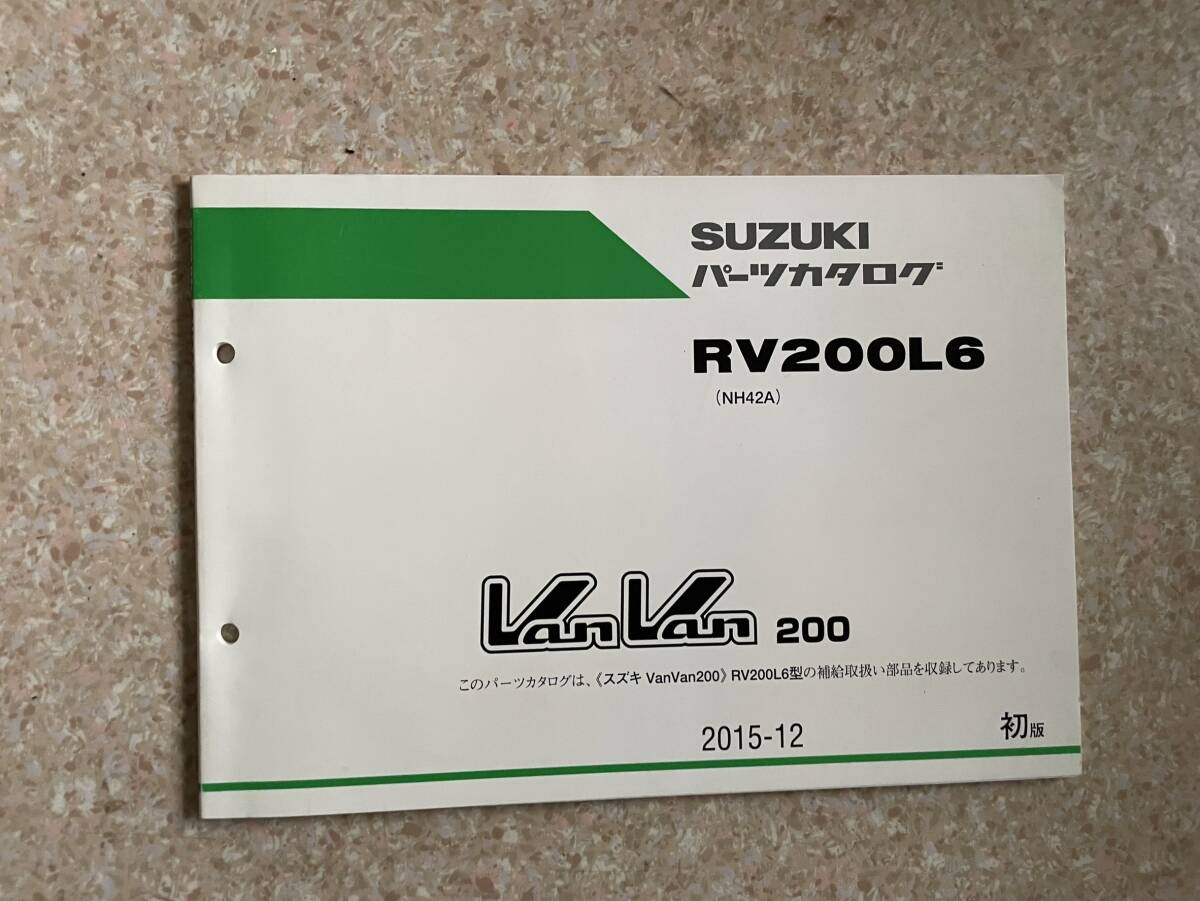 SUZUKI
パーツカタログ
RV200L6
(NH42A)
VanVan 200
このパーツカタログは、《スズキ VanVan200》RV200L6型の補給取扱い部品を収録してあります。
2015-12 初版